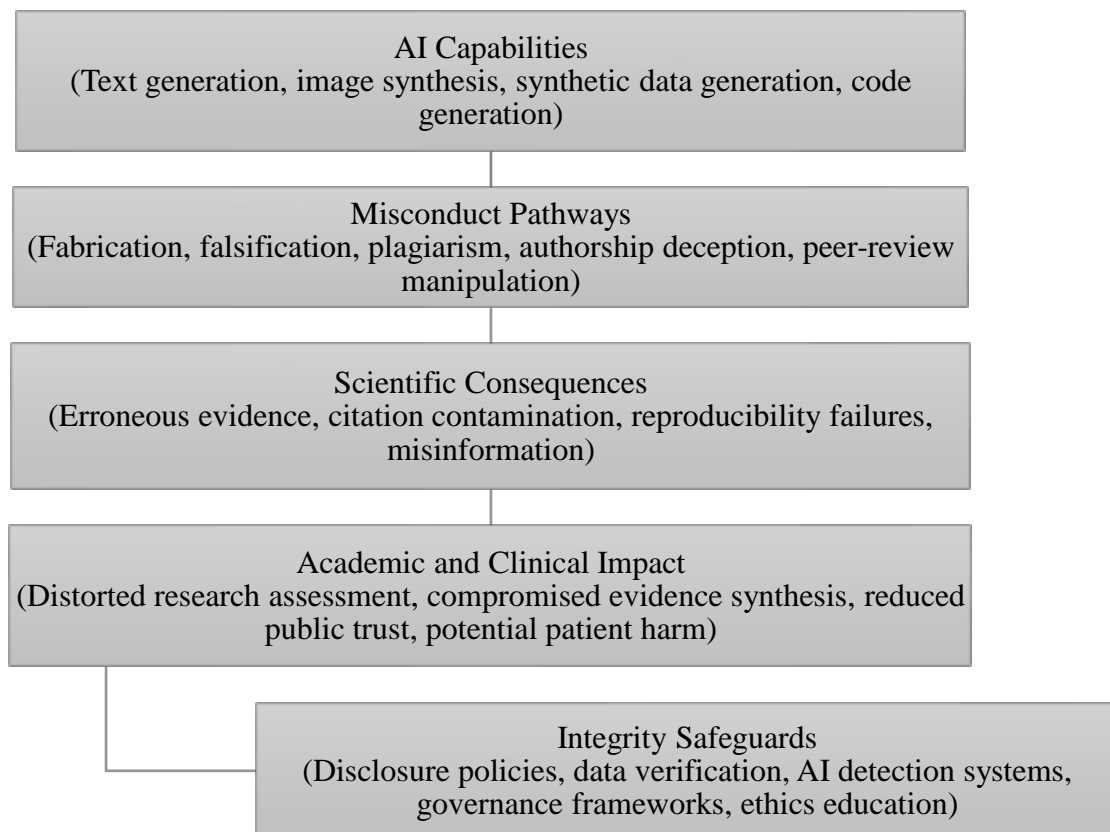 AI Capabilities
(Text generation, image synthesis, synthetic data generation, code
generation)
Misconduct Pathways
(Fabrication, falsification, plagiarism, authorship deception, peer-review
manipulation)
Scientific Consequences
(Erroneous evidence, citation contamination, reproducibility failures,
misinformation)
Academic and Clinical Impact
(Distorted research assessment, compromised evidence synthesis, reduced
public trust, potential patient harm)
Integrity Safeguards
(Disclosure policies, data verification, AI detection systems,
governance frameworks, ethics education)